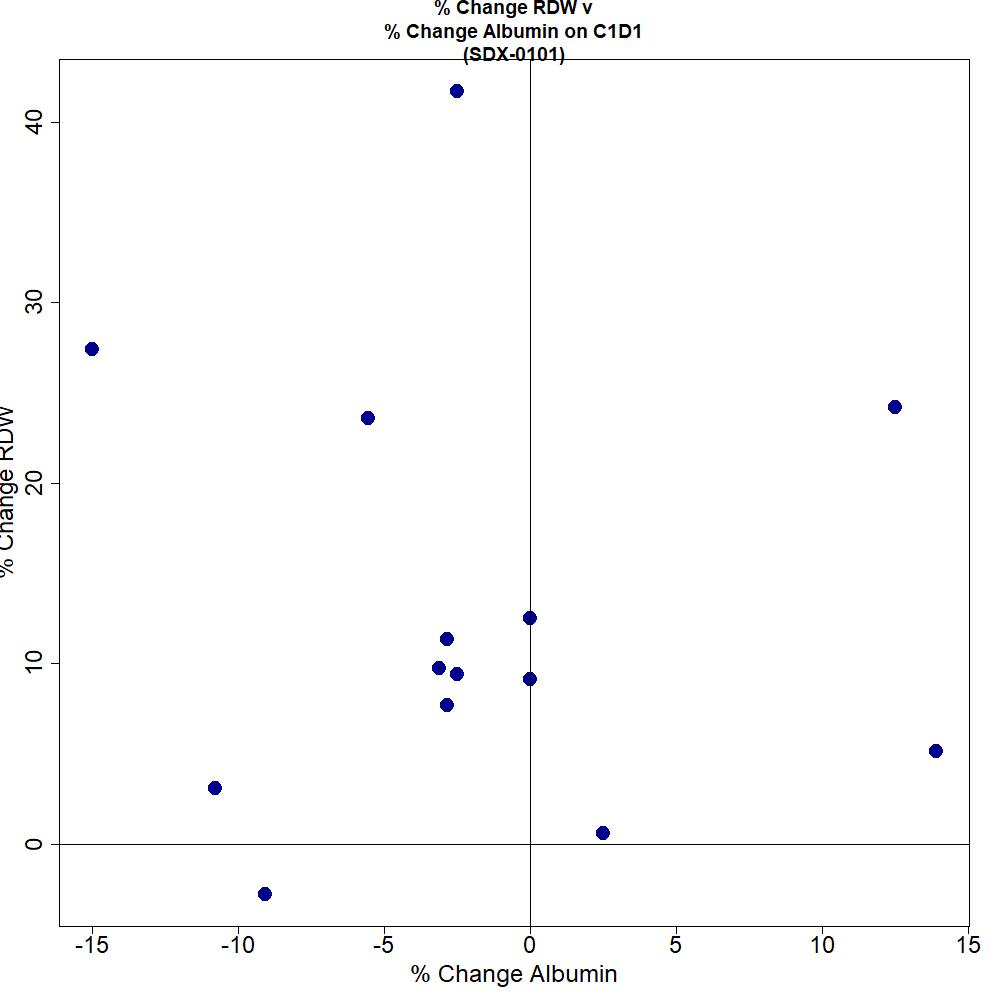 % Change RDW v
% Change Albumin on C1D1
(SDX-0101)
40
30
20
10
0
% Change RDW
-15 -10 -5 0 5 10 15
% Change Albumin